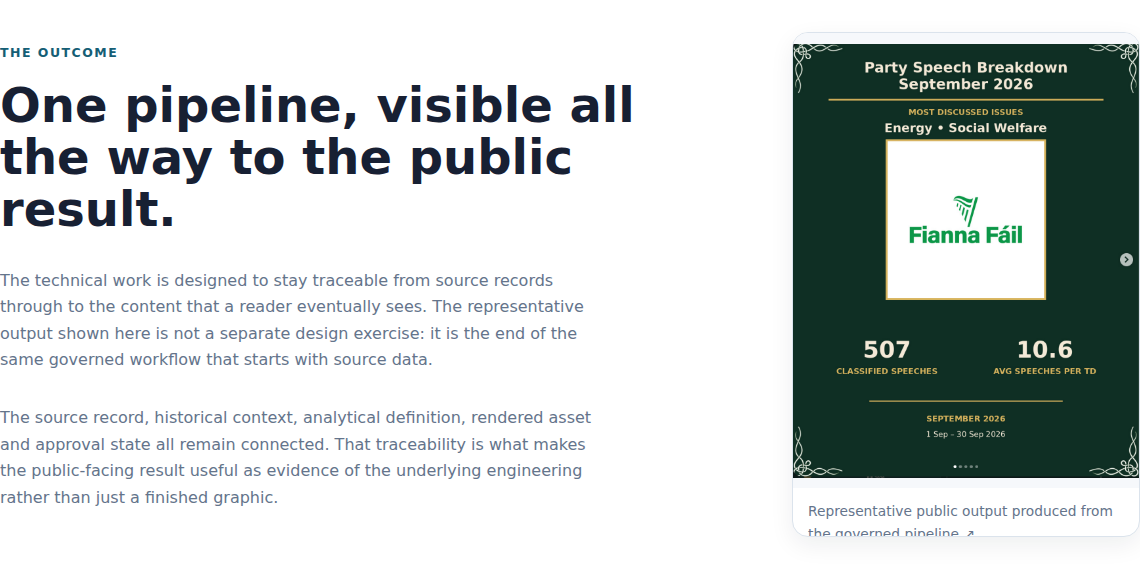 THE OUTCOME
One pipeline, visible all
the way to the public
result.
The technical work is designed to stay traceable from source records
through to the content that a reader eventually sees. The representative
output shown here is not a separate design exercise: it is the end of the
same governed workflow that starts with source data.
The source record, historical context, analytical definition, rendered asset
and approval state all remain connected. That traceability is what makes
the public-facing result useful as evidence of the underlying engineering
rather than just a finished graphic.
Party Speech Breakdown
September 2026
MOST DISCUSSED ISSUES
Energy • Social Welfare
Fianna Fáil
507
CLASSIFIED SPEECHES
10.6
AVG SPEECHES PER TD
SEPTEMBER 2026
1 Sep – 30 Sep 2026
Representative public output produced from
the governed pipeline ↗